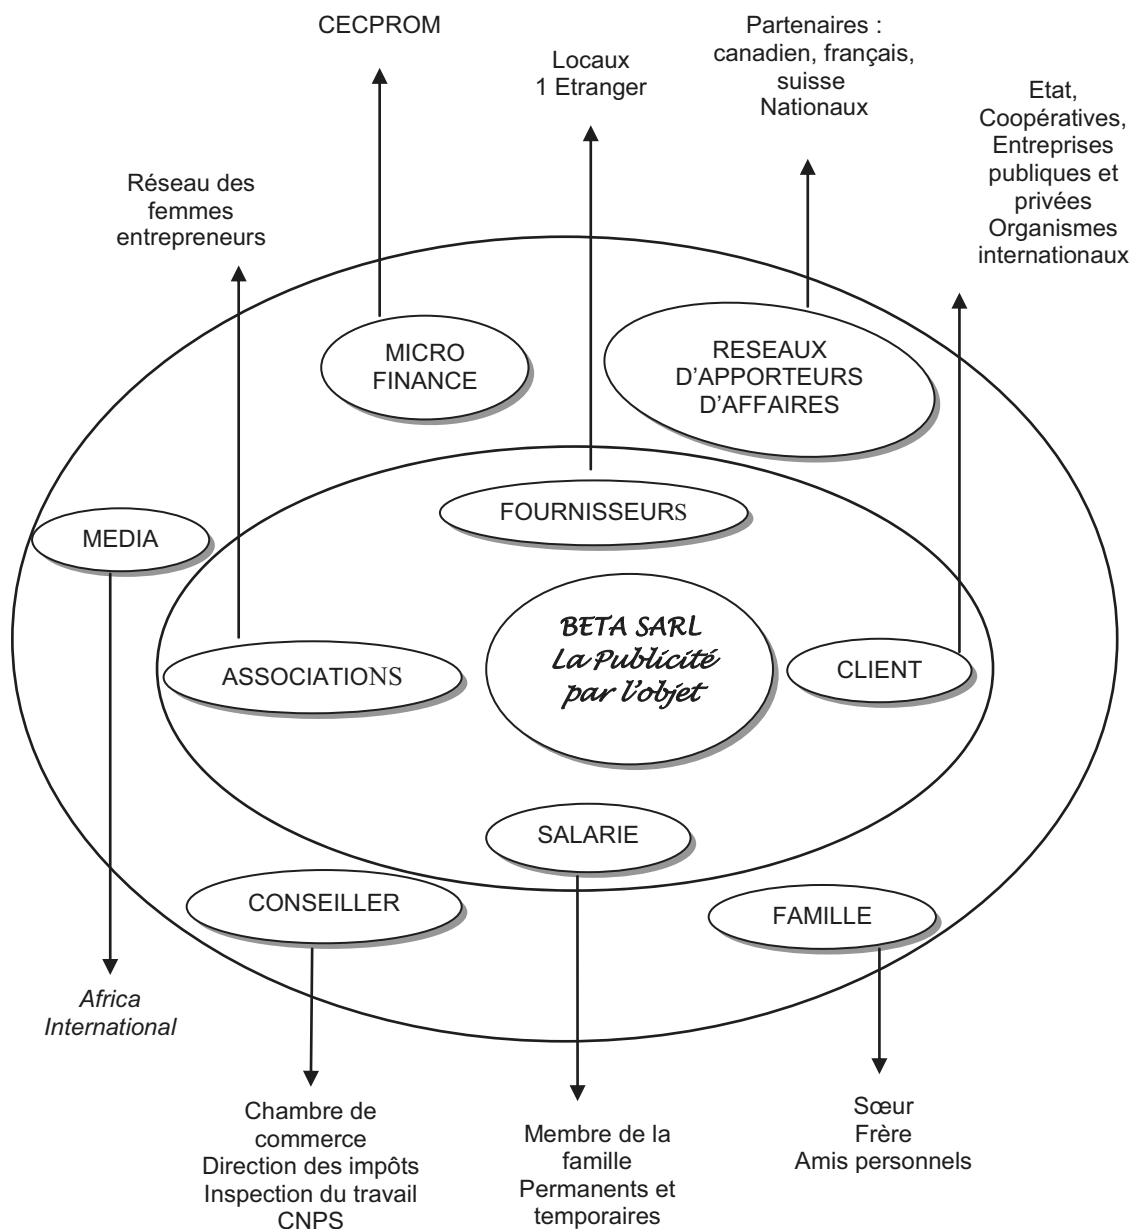 CECPROM
Locaux
1 Etranger
Partenaires :
canadien, français,
suisse
Nationaux
Etat,
Coopératives,
Entreprises
publiques et
privées
Organismes
internationaux
Réseau des
femmes
entrepreneurs
MICRO
FINANCE
RESEAUX
D’APPORTEURS
D’AFFAIRES
FOURNISSEURS
MEDIA
BETA SARL
La Publicité
par l’objet
ASSOCIATIONS
CLIENT
SALARIE
CONSEILLER
FAMILLE
Africa
International
Chambre de
commerce
Direction des impôts
Inspection du travail
CNPS
Membre de la
famille
Permanents et
temporaires
Sœur
Frère
Amis personnels